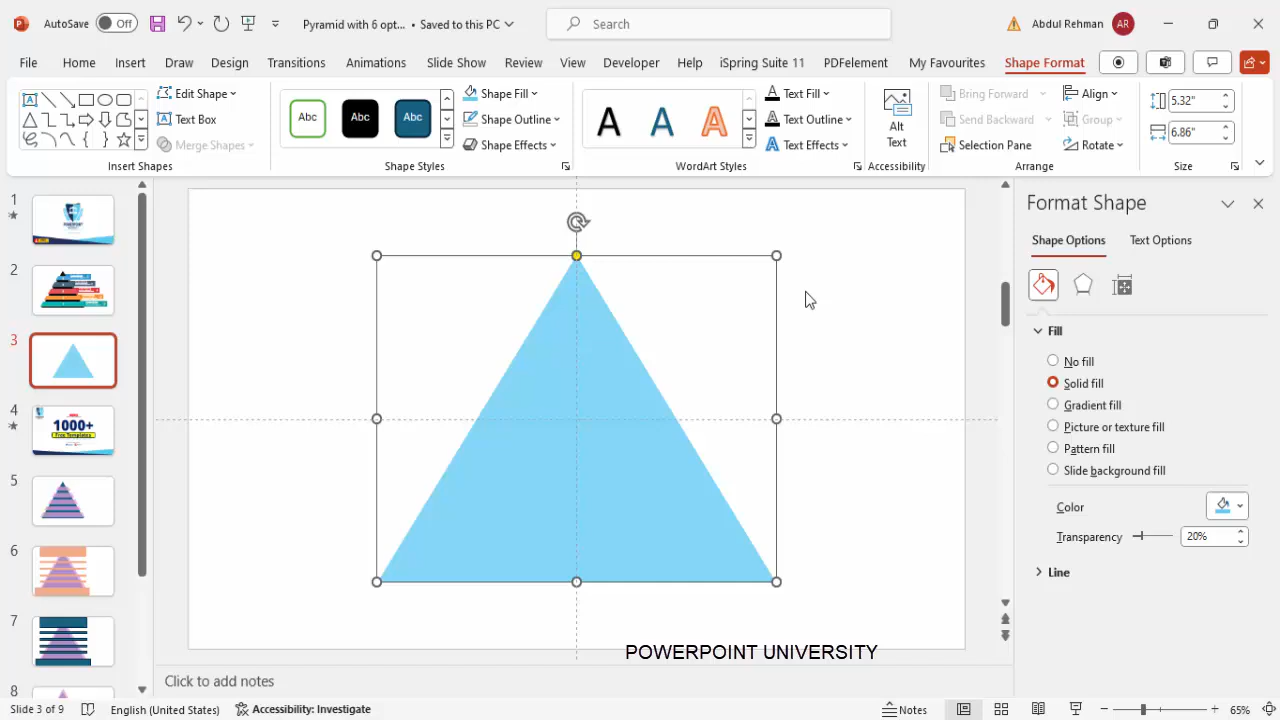 AutoSave Off Pyramid with 6 opt... • Saved to this PC Search Abdul Rehman AR
File Home Insert Draw Design Transitions Animations Slide Show Review View Developer Help iSpring Suite 11 PDFelement My Favourites Shape Format
Edit Shape
Text Box
Merge Shapes
Insert Shapes
Abc Abc Abc
Shape Fill
Shape Outline
Shape Effects
Shape Styles
A A A
Text Fill
Text Outline
Text Effects
WordArt Styles
Alt
Text
Accessibility
Bring Forward
Send Backward
Selection Pane
Align
Group
Rotate
Arrange
5.32"
6.86"
Size
1
2
3
4
1000+
Free Templates
5
6
7
8
POWERPOINT UNIVERSITY
Click to add notes
Format Shape
Shape Options Text Options
Fill
No fill
Solid fill
Gradient fill
Picture or texture fill
Pattern fill
Slide background fill
Color
Transparency 20%
Line
Slide 3 of 9 English (United States) Accessibility: Investigate Notes 65%